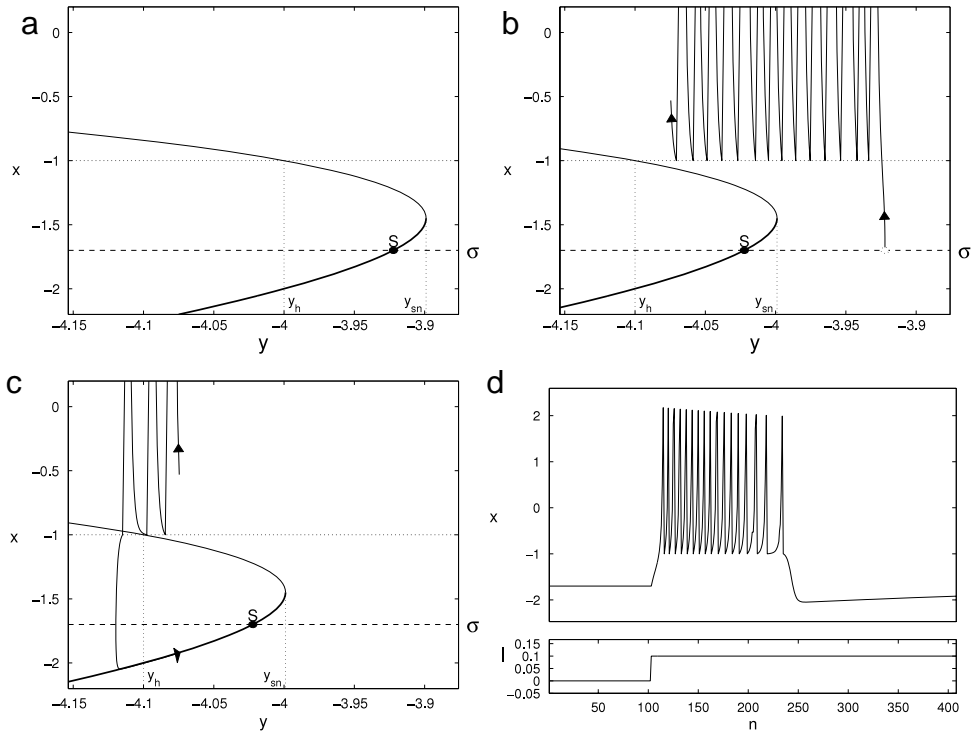 a
0
−0.5
−1
−1.5
−2
x
S
σ
y_h
y_sn
−4.15 −4.1 −4.05 −4 −3.95 −3.9
y
b
0
−0.5
−1
−1.5
−2
x
S
σ
y_h
y_sn
−4.15 −4.1 −4.05 −4 −3.95 −3.9
y
c
0
−0.5
−1
−1.5
−2
x
S
σ
y_h
y_sn
−4.15 −4.1 −4.05 −4 −3.95 −3.9
y
d
2
1
0
−1
−2
x
0.15
0.1
0.05
0
−0.05
I
50 100 150 200 250 300 350 400
n